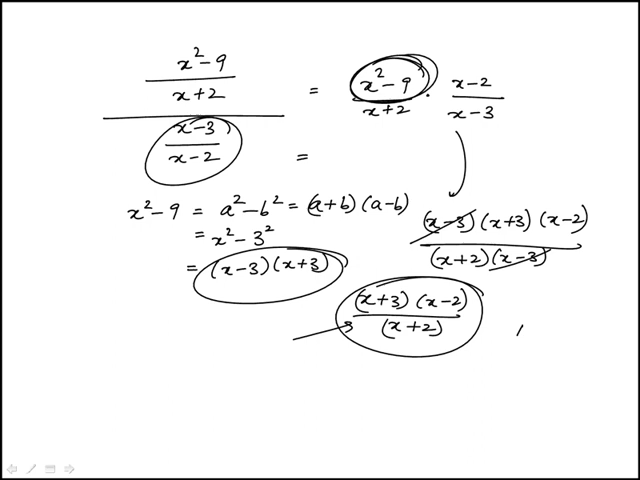 x² - 9 / x + 2
x - 3 / x - 2
= x² - 9 / x + 2 . x - 2 / x - 3
=
x² - 9 = a² - b² = (a + b) (a - b)
= x² - 3²
= (x - 3) (x + 3)
(x - 3) (x + 3) (x - 2) / (x + 2) (x - 3)
(x + 3) (x - 2) / (x + 2)